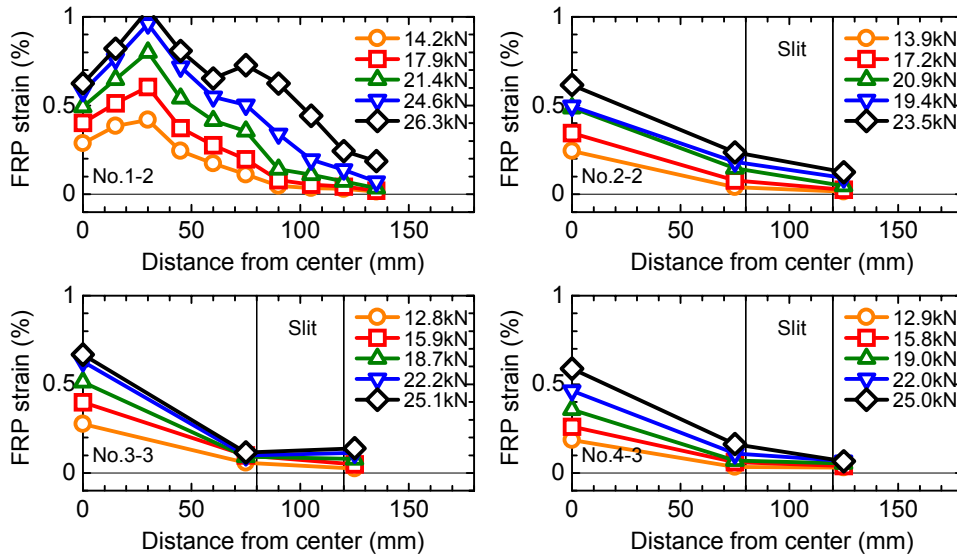 1
0.5
0
FRP strain (%)
14.2kN
17.9kN
21.4kN
24.6kN
26.3kN
No.1-2
0 50 100 150
Distance from center (mm)
1
0.5
0
FRP strain (%)
Slit
13.9kN
17.2kN
20.9kN
19.4kN
23.5kN
No.2-2
0 50 100 150
Distance from center (mm)
1
0.5
0
FRP strain (%)
Slit
12.8kN
15.9kN
18.7kN
22.2kN
25.1kN
No.3-3
0 50 100 150
Distance from center (mm)
1
0.5
0
FRP strain (%)
Slit
12.9kN
15.8kN
19.0kN
22.0kN
25.0kN
No.4-3
0 50 100 150
Distance from center (mm)